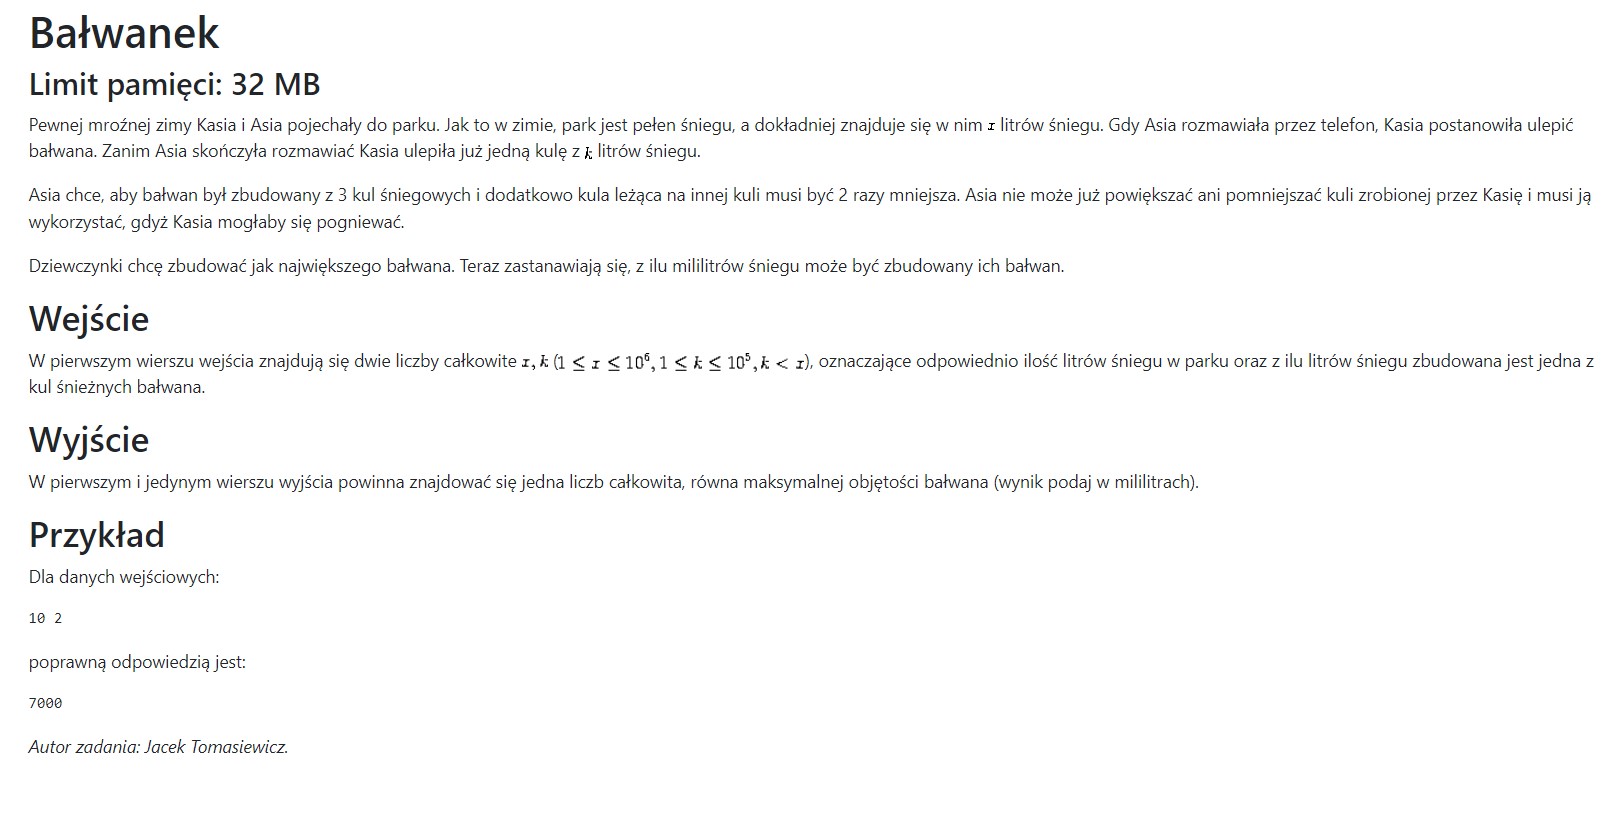 Bałwanek
Limit pamięci: 32 MB
Pewnej mroźnej zimy Kasia i Asia pojechały do parku. Jak to w zimie, park jest pełen śniegu, a dokładniej znajduje się w nim x litrów śniegu. Gdy Asia rozmawiała przez telefon, Kasia postanowiła ulepić
bałwana. Zanim Asia skończyła rozmawiać Kasia ulepiła już jedną kulę z k litrów śniegu.
Asia chce, aby bałwan był zbudowany z 3 kul śniegowych i dodatkowo kula leżąca na innej kuli musi być 2 razy mniejsza. Asia nie może już powiększać ani pomniejszać kuli zrobionej przez Kasię i musi ją
wykorzystać, gdyż Kasia mogłaby się pogniewać.
Dziewczynki chcę zbudować jak największego bałwana. Teraz zastanawiają się, z ilu mililitrów śniegu może być zbudowany ich bałwan.
Wejście
W pierwszym wierszu wejścia znajdują się dwie liczby całkowite x, k (1 ≤ x ≤ 10⁶, 1 ≤ k ≤ 10⁵, k < x), oznaczające odpowiednio ilość litrów śniegu w parku oraz z ilu litrów śniegu zbudowana jest jedna z
kul śnieżnych bałwana.
Wyjście
W pierwszym i jedynym wierszu wyjścia powinna znajdować się jedna liczb całkowita, równa maksymalnej objętości bałwana (wynik podaj w mililitrach).
Przykład
Dla danych wejściowych:
10 2
poprawną odpowiedzią jest:
7000
Autor zadania: Jacek Tomasiewicz.